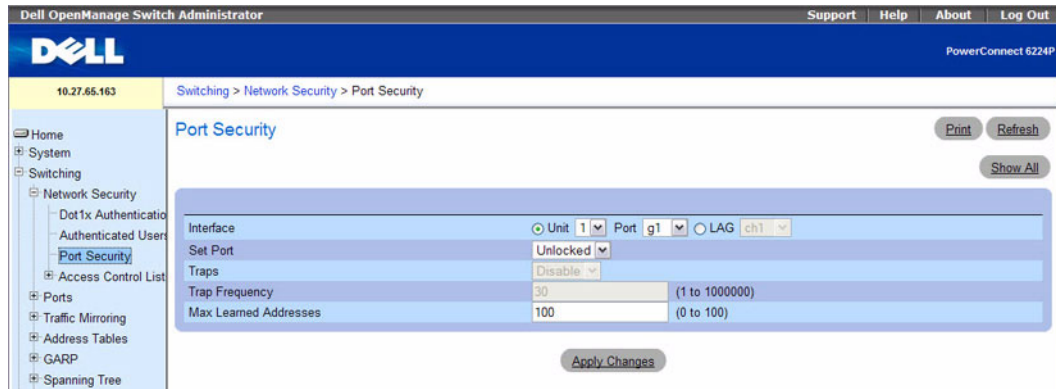 Dell OpenManage Switch Administrator
Support Help About Log Out
DELL
PowerConnect 6224P
10.27.65.163
Switching > Network Security > Port Security
Home
System
Switching
Network Security
Dot1x Authenticatio
Authenticated Users
Port Security
Access Control List
Ports
Traffic Mirroring
Address Tables
GARP
Spanning Tree
Port Security
Print Refresh
Show All
Interface Unit 1 Port g1 LAG ch1
Set Port Unlocked
Traps Disable
Trap Frequency 30 (1 to 1000000)
Max Learned Addresses 100 (0 to 100)
Apply Changes